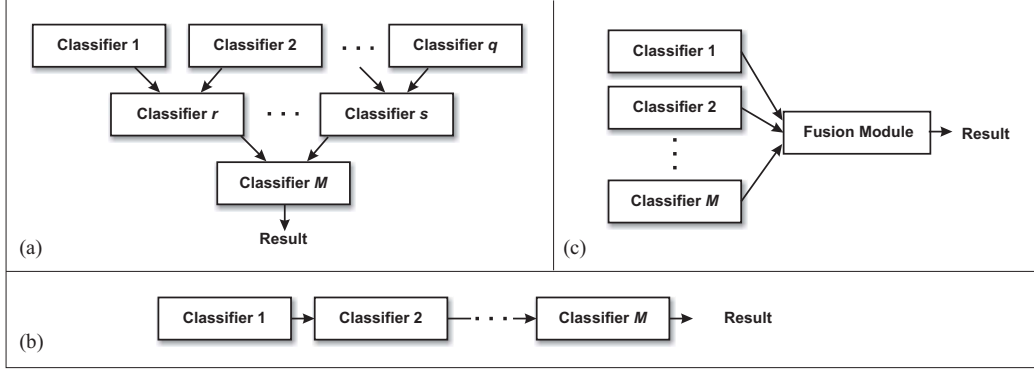 Classifier 1
Classifier 2
. . .
Classifier q
Classifier r
. . .
Classifier s
Classifier M
Result
(a)
Classifier 1
Classifier 2
. . .
Classifier M
Fusion Module
Result
(c)
Classifier 1
Classifier 2
. . .
Classifier M
Result
(b)